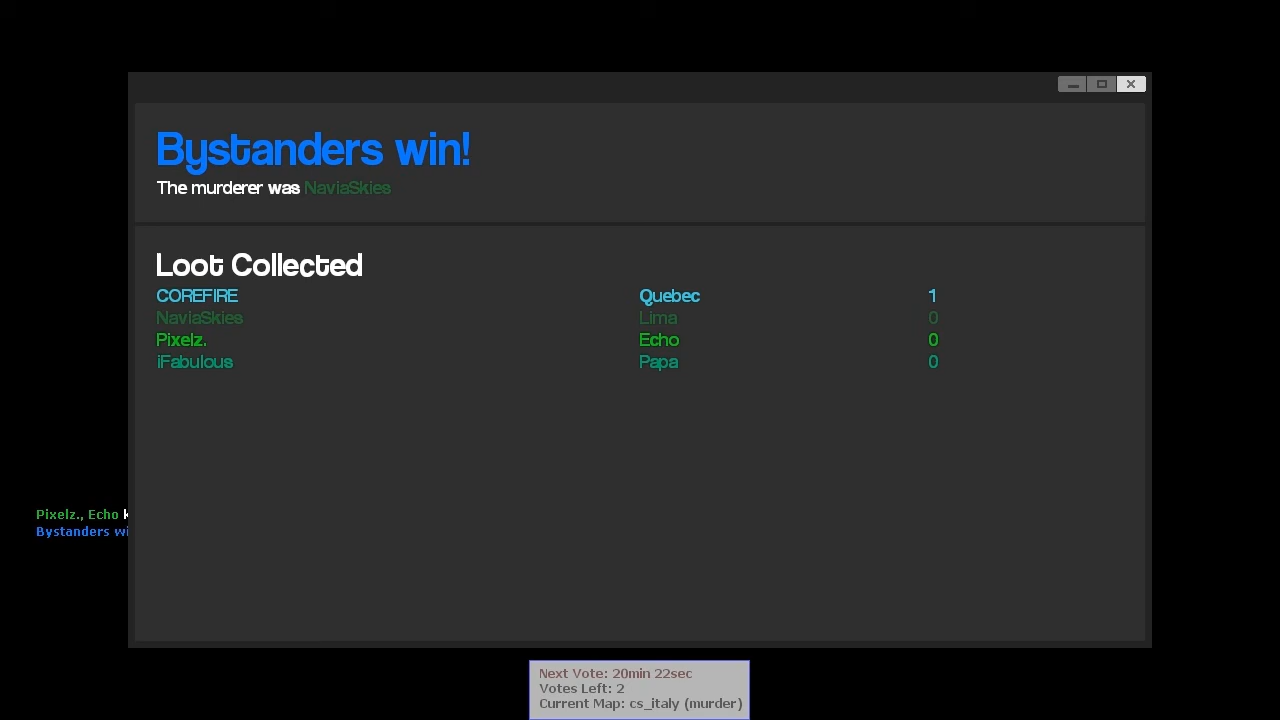 Bystanders win!
The murderer was NaviaSkies
Loot Collected
COREFIRE Quebec 1
NaviaSkies Lima 0
Pixelz. Echo 0
iFabulous Papa 0
Pixelz., Echo
Bystanders wi
Next Vote: 20min 22sec
Votes Left: 2
Current Map: cs_italy (murder)